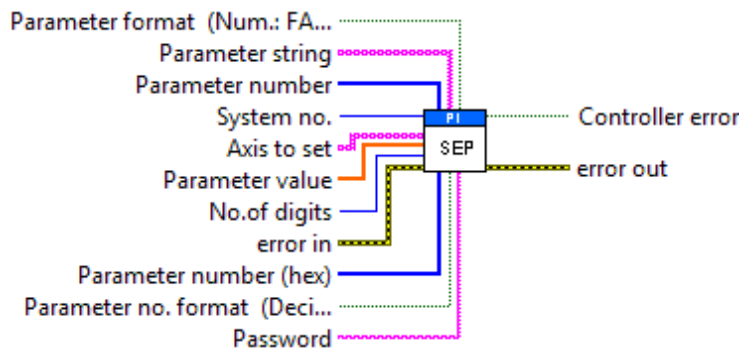 Parameter format (Num.: FA...
Parameter string
Parameter number
System no.
Axis to set
Parameter value
No.of digits
error in
Parameter number (hex)
Parameter no. format (Deci...
Password
PI
SEP
Controller error
error out